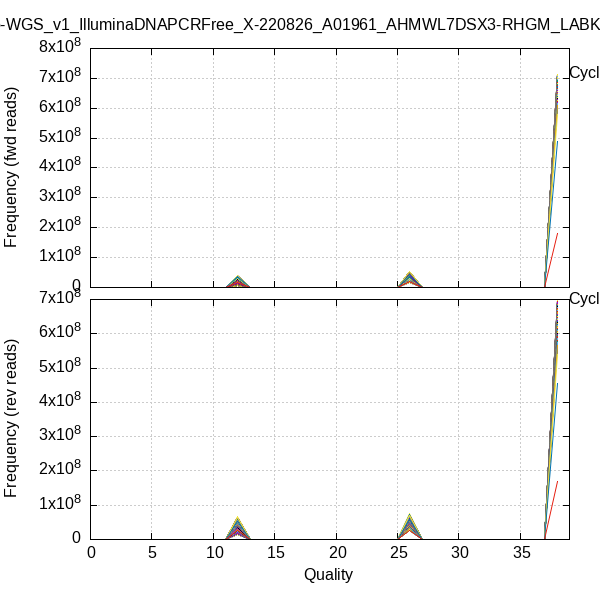 -WGS_v1_IlluminaDNAPCRFree_X-220826_A01961_AHMWL7DSX3-RHGM_LABK
8x10^8
7x10^8
6x10^8
5x10^8
4x10^8
3x10^8
2x10^8
1x10^8
0
Frequency (fwd reads)
Cycl
7x10^8
6x10^8
5x10^8
4x10^8
3x10^8
2x10^8
1x10^8
0
Frequency (rev reads)
Cycl
0 5 10 15 20 25 30 35
Quality